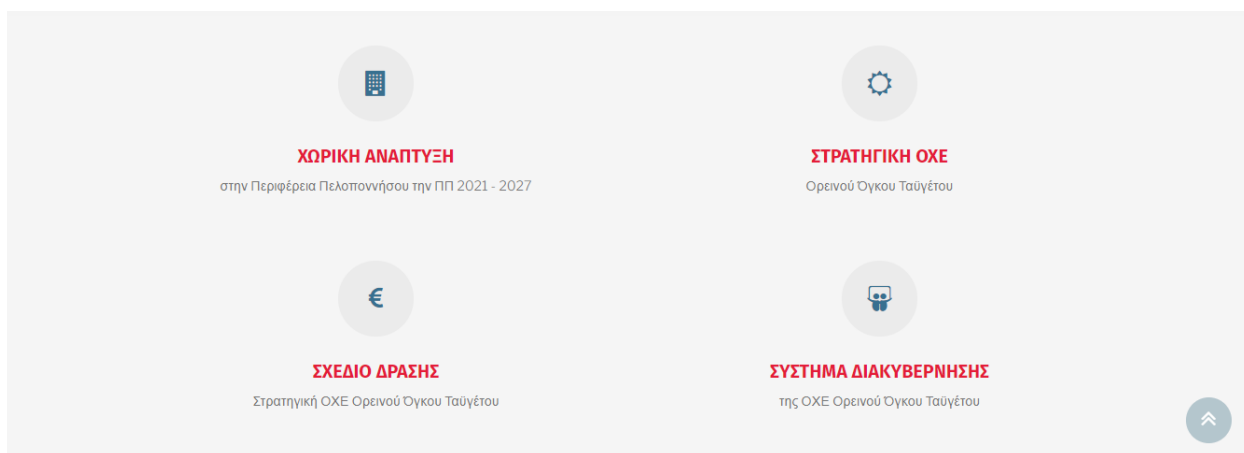 ΧΩΡΙΚΗ ΑΝΑΠΤΥΞΗ
στην Περιφέρεια Πελοποννήσου την ΠΠ 2021 - 2027
ΣΤΡΑΤΗΓΙΚΗ ΟΧΕ
Ορεινού Όγκου Ταϋγέτου
€
ΣΧΕΔΙΟ ΔΡΑΣΗΣ
Στρατηγική ΟΧΕ Ορεινού Όγκου Ταϋγέτου
ΣΥΣΤΗΜΑ ΔΙΑΚΥΒΕΡΝΗΣΗΣ
της ΟΧΕ Ορεινού Όγκου Ταϋγέτου